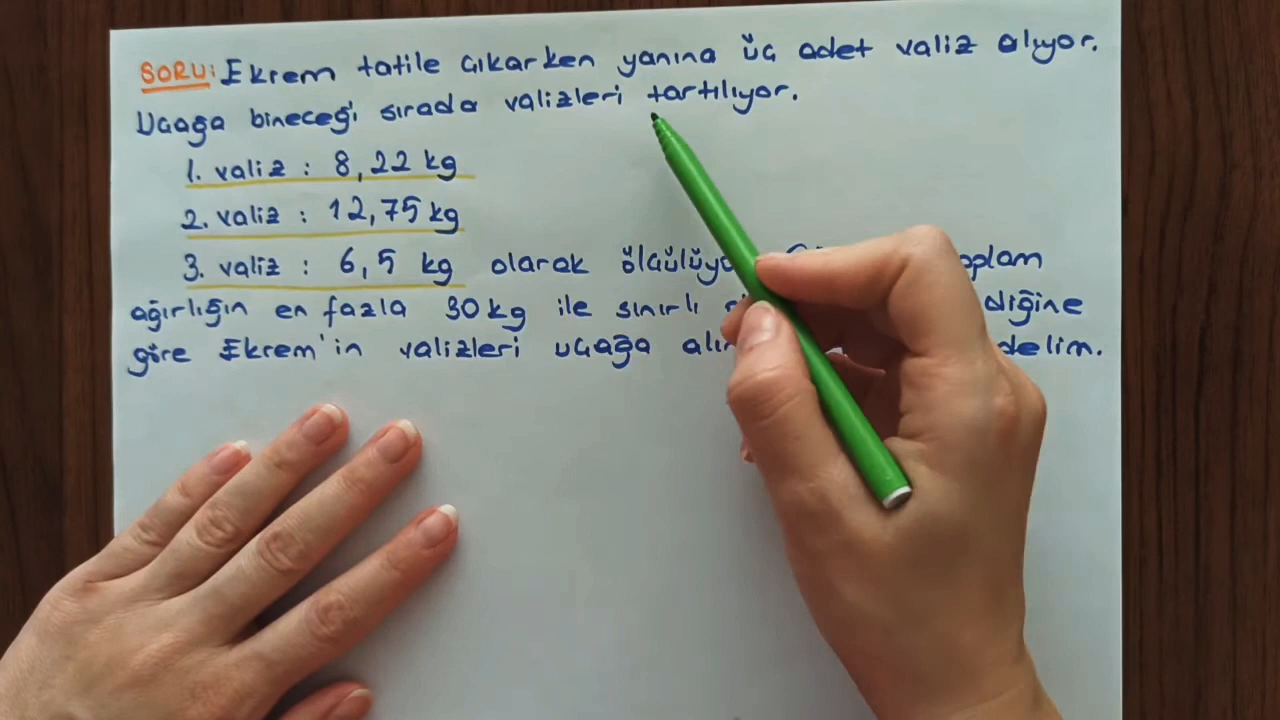 SORU: Ekrem tatile çıkarken yanına üç adet valiz alıyor.
Uçağa bineceği sırada valizleri tartılıyor.
1. valiz : 8,22 kg
2. valiz : 12,75 kg
3. valiz : 6,5 kg olarak
ağırlığın en fazla 30 kg ile sınırlı
göre Ekrem'in valizleri uçağa